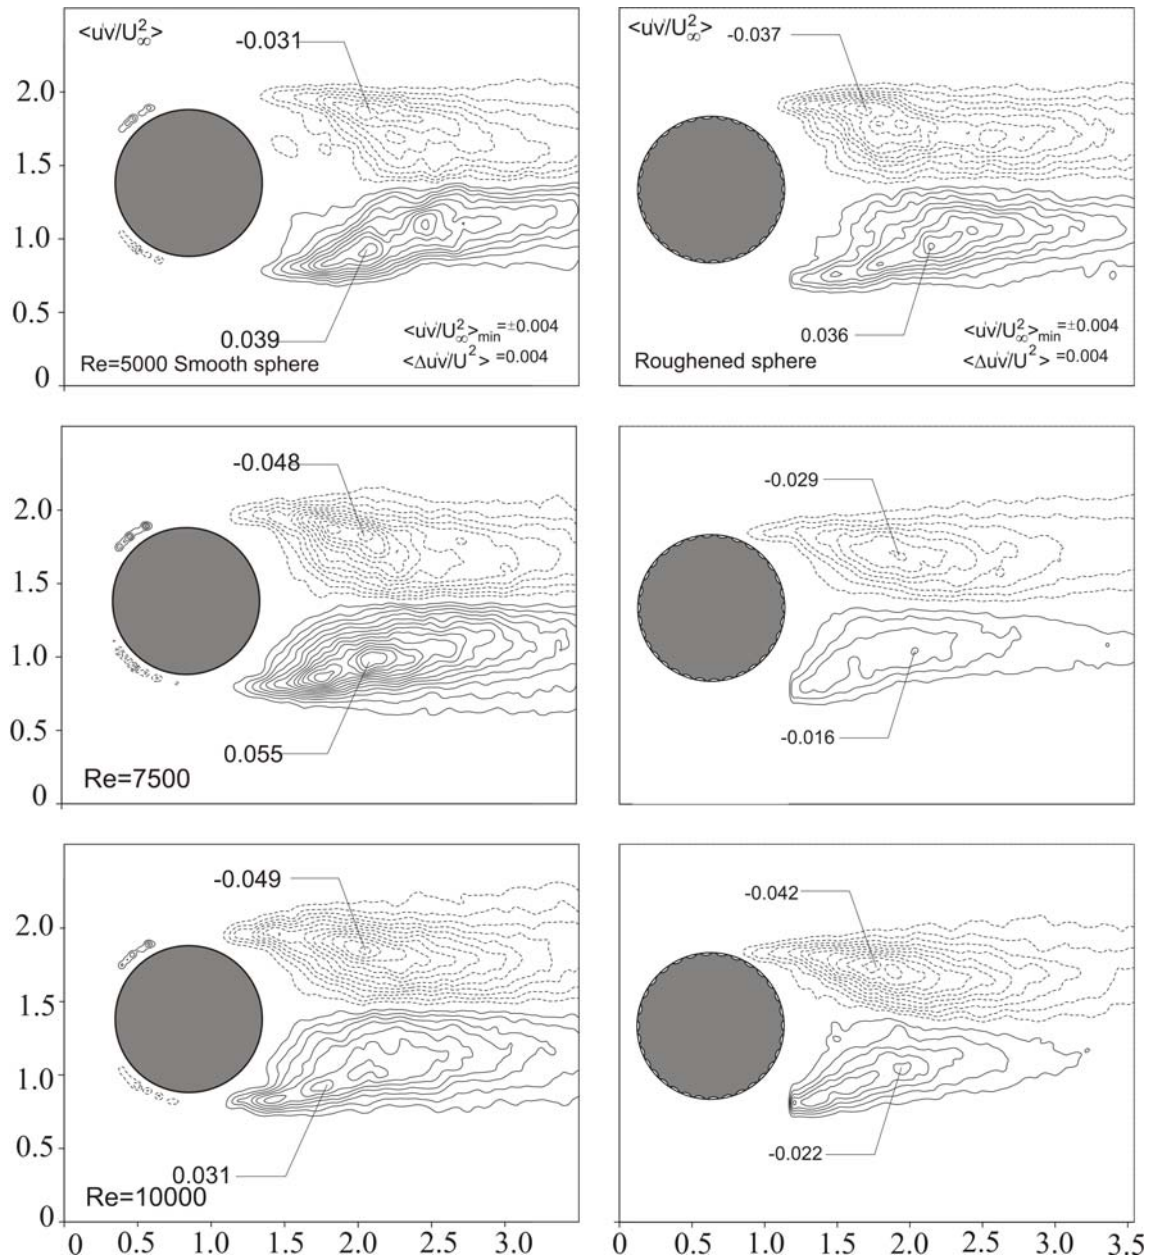 <u'v'/U²∞>
-0.031
2.0
1.5
1.0
0.5
0
0.039
<u'v'/U²∞>min=±0.004
Re=5000 Smooth sphere
<Δu'v'/U²> =0.004
<u'v'/U²∞>
-0.037
0.036
<u'v'/U²∞>min=±0.004
Roughened sphere
<Δu'v'/U²> =0.004
-0.048
2.0
1.5
1.0
0.5
0
0.055
Re=7500
-0.029
-0.016
-0.049
2.0
1.5
1.0
0.5
0
0.031
Re=10000
0 0.5 1.0 1.5 2.0 2.5 3.0
-0.042
-0.022
0 0.5 1.0 1.5 2.0 2.5 3.0 3.5